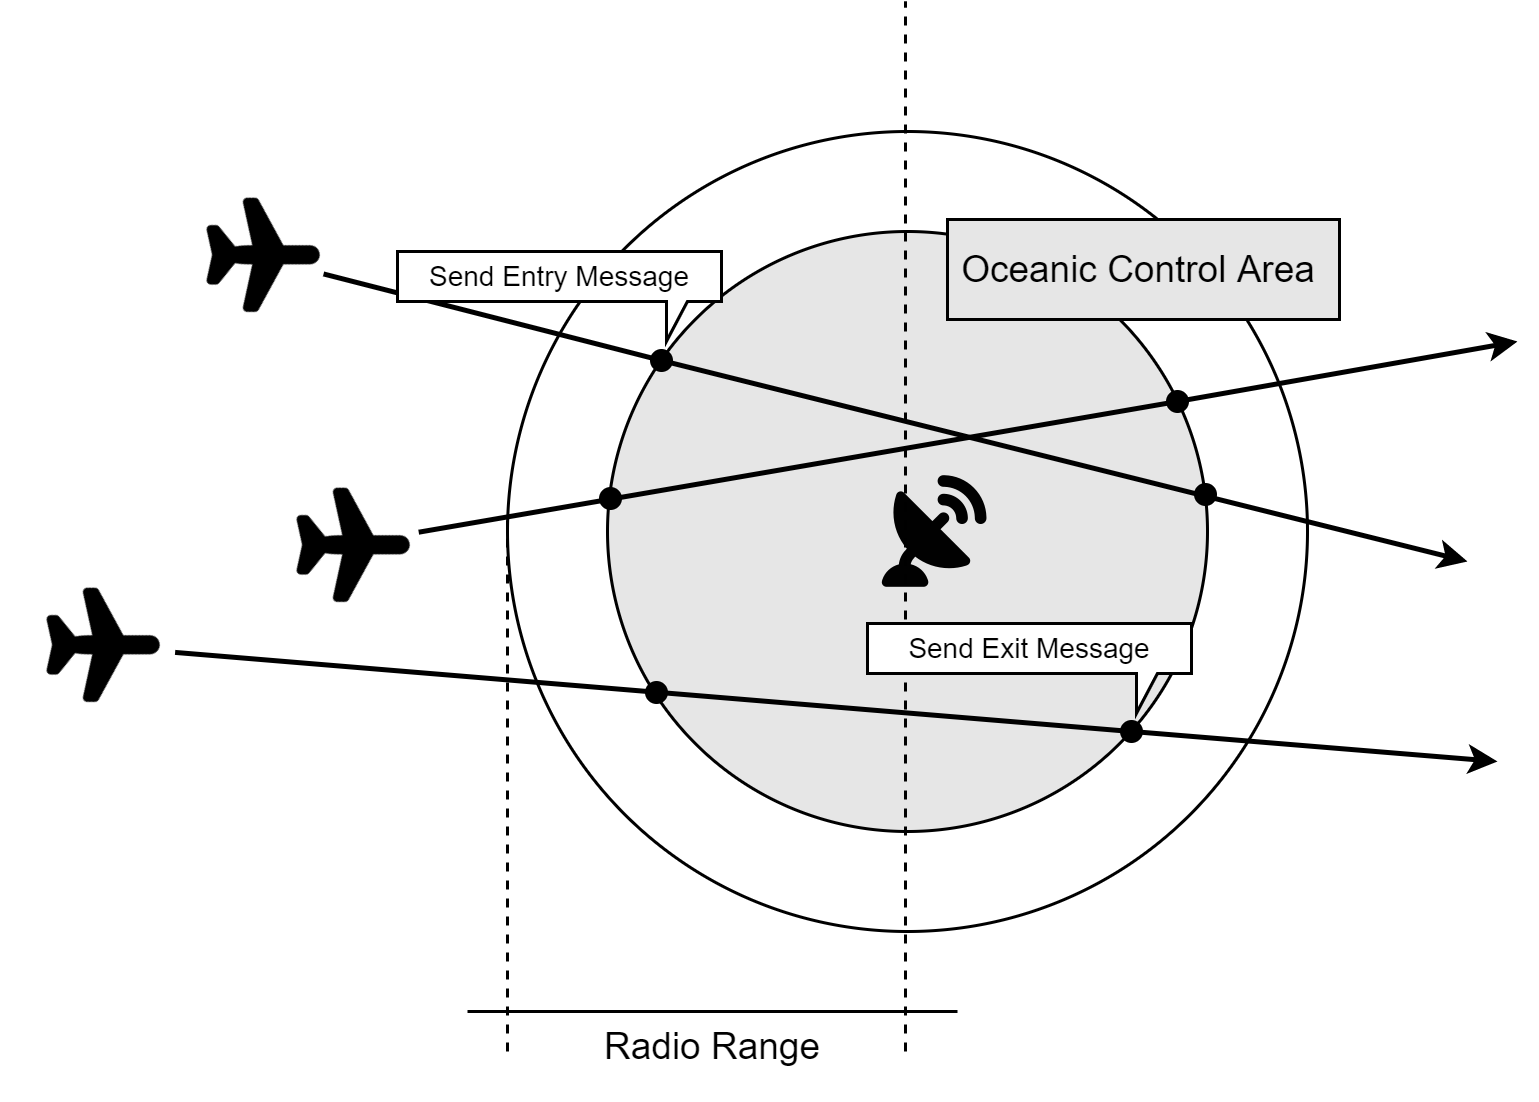 Oceanic Control Area
Send Entry Message
Send Exit Message
Radio Range